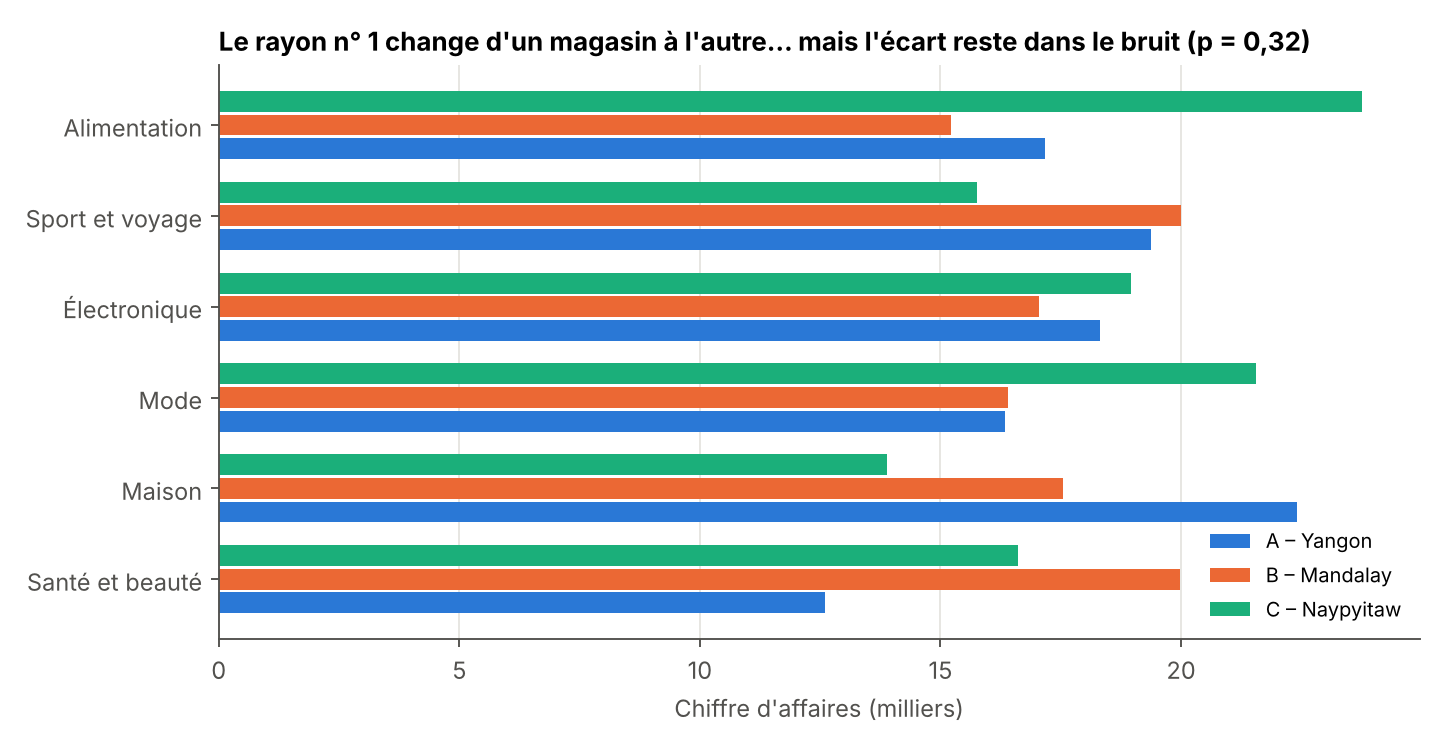 Le rayon n° 1 change d'un magasin à l'autre… mais l'écart reste dans le bruit (p = 0,32)
Alimentation
Sport et voyage
Électronique
Mode
Maison
Santé et beauté
A – Yangon
B – Mandalay
C – Naypyitaw
0 5 10 15 20
Chiffre d'affaires (milliers)